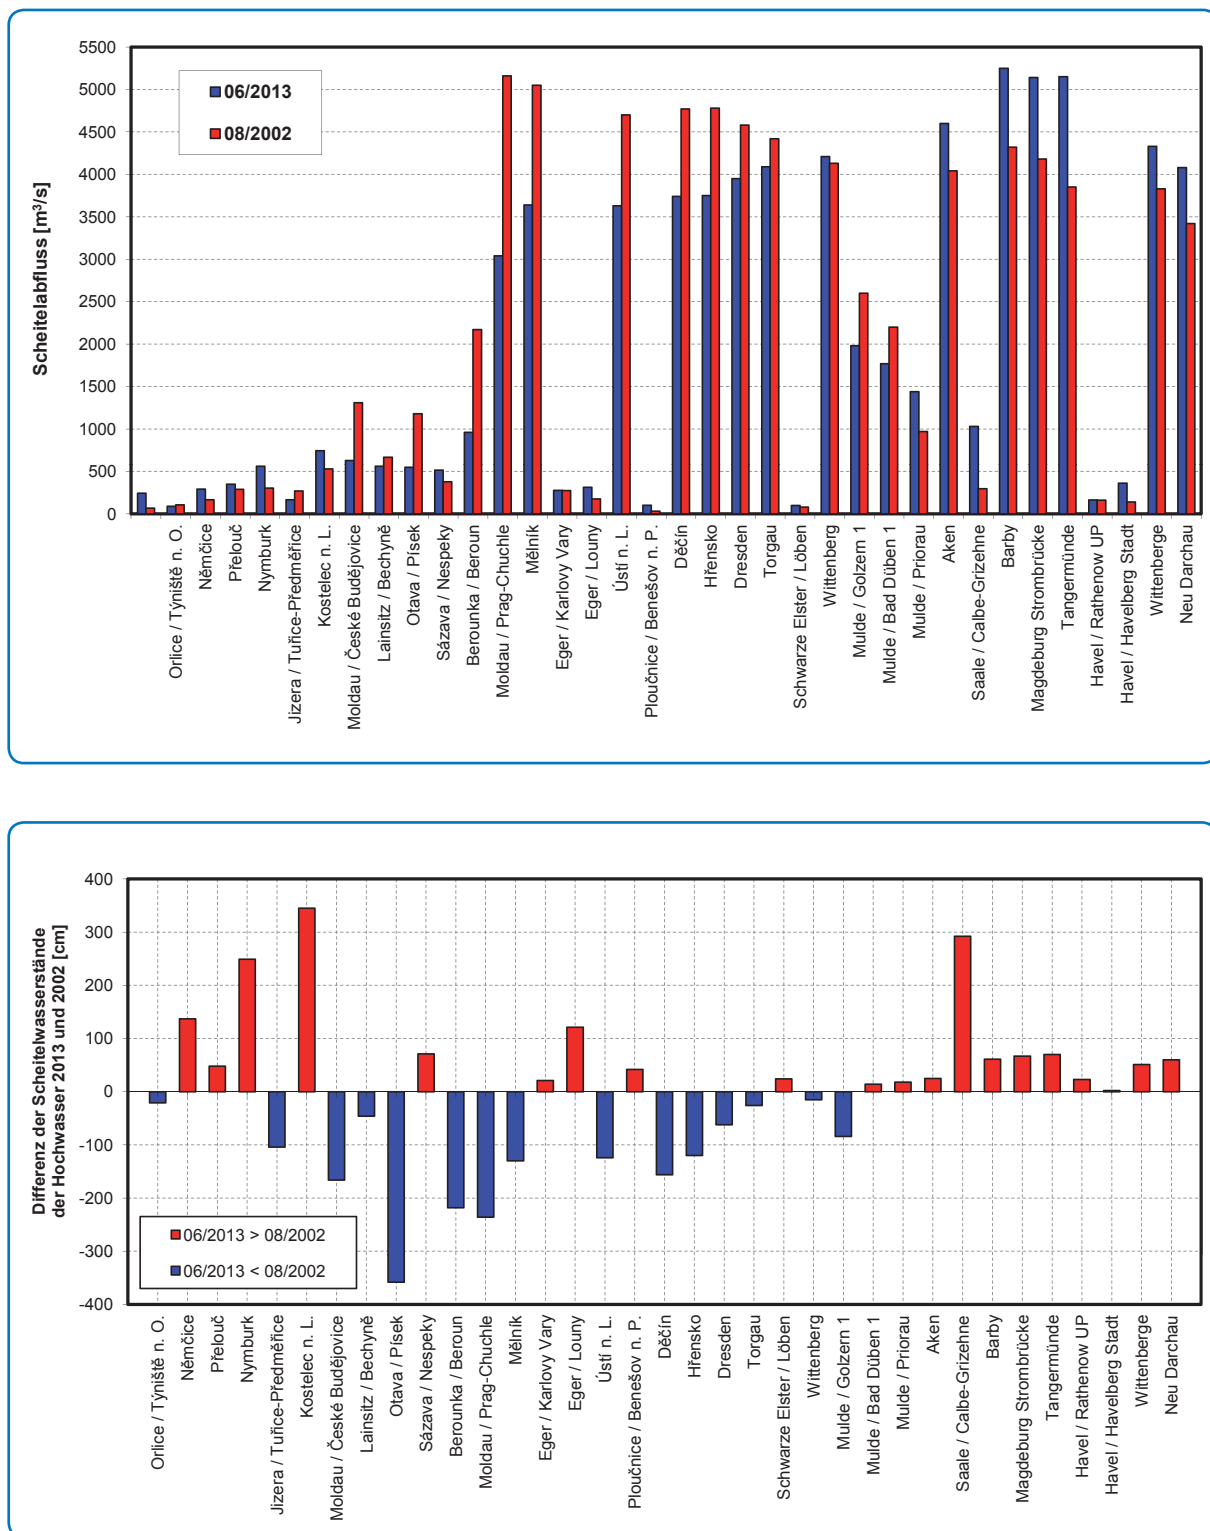 5500
5000
4500
4000
3500
3000
2500
2000
1500
1000
500
0
Scheitelabfluss [m³/s]
06/2013
08/2002
Orlice / Týniště n. O.
Němčice
Přelouč
Nymburk
Jizera / Tuřice-Předměřice
Kostelec n. L.
Moldau / České Budějovice
Lainsitz / Bechyně
Otava / Písek
Sázava / Nespeky
Berounka / Beroun
Moldau / Prag-Chuchle
Mělník
Eger / Karlovy Vary
Eger / Louny
Ústí n. L.
Ploučnice / Benešov n. P.
Děčín
Hřensko
Dresden
Torgau
Schwarze Elster / Löben
Wittenberg
Mulde / Golzern 1
Mulde / Bad Düben 1
Mulde / Priorau
Aken
Saale / Calbe-Grizehne
Barby
Magdeburg Strombrücke
Tangermünde
Havel / Rathenow UP
Havel / Havelberg Stadt
Wittenberge
Neu Darchau
400
300
200
100
0
-100
-200
-300
-400
Differenz der Scheitelwasserstände
der Hochwasser 2013 und 2002 [cm]
06/2013 > 08/2002
06/2013 < 08/2002
Orlice / Týniště n. O.
Němčice
Přelouč
Nymburk
Jizera / Tuřice-Předměřice
Kostelec n. L.
Moldau / České Budějovice
Lainsitz / Bechyně
Otava / Písek
Sázava / Nespeky
Berounka / Beroun
Moldau / Prag-Chuchle
Mělník
Eger / Karlovy Vary
Eger / Louny
Ústí n. L.
Ploučnice / Benešov n. P.
Děčín
Hřensko
Dresden
Torgau
Schwarze Elster / Löben
Wittenberg
Mulde / Golzern 1
Mulde / Bad Düben 1
Mulde / Priorau
Aken
Saale / Calbe-Grizehne
Barby
Magdeburg Strombrücke
Tangermünde
Havel / Rathenow UP
Havel / Havelberg Stadt
Wittenberge
Neu Darchau